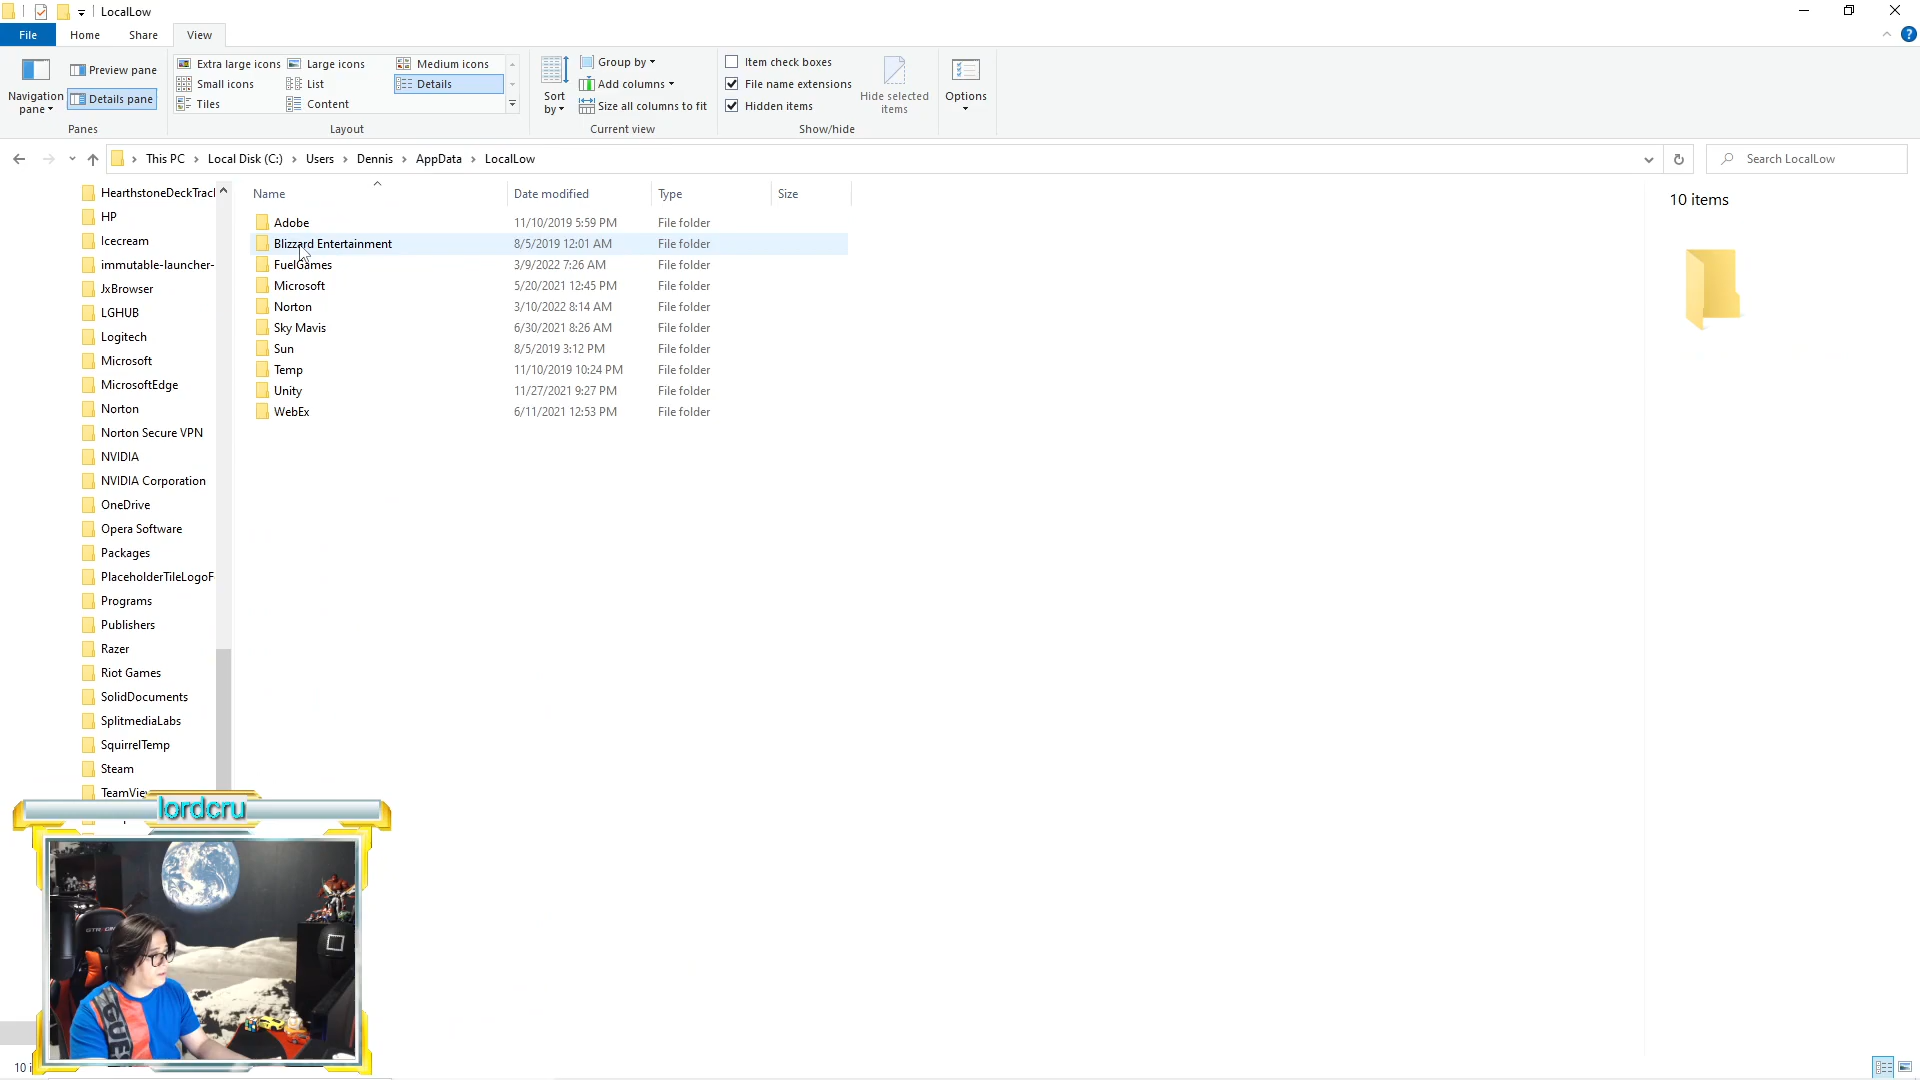 LocalLow
File Home Share View
Navigation pane
Preview pane
Details pane
Panes
Extra large icons Large icons Medium icons
Small icons List Details
Tiles Content
Layout
Sort by
Group by
Add columns
Size all columns to fit
Current view
Item check boxes
File name extensions
Hidden items
Hide selected items
Show/hide
Options
This PC › Local Disk (C:) › Users › Dennis › AppData › LocalLow
Search LocalLow
HearthstoneDeckTrac
HP
Icecream
immutable-launcher-
JxBrowser
LGHUB
Logitech
Microsoft
MicrosoftEdge
Norton
Norton Secure VPN
NVIDIA
NVIDIA Corporation
OneDrive
Opera Software
Packages
PlaceholderTileLogoF
Programs
Publishers
Razer
Riot Games
SolidDocuments
SplitmediaLabs
SquirrelTemp
Steam
TeamVie
Name Date modified Type Size
Adobe 11/10/2019 5:59 PM File folder
Blizzard Entertainment 8/5/2019 12:01 AM File folder
FuelGames 3/9/2022 7:26 AM File folder
Microsoft 5/20/2021 12:45 PM File folder
Norton 3/10/2022 8:14 AM File folder
Sky Mavis 6/30/2021 8:26 AM File folder
Sun 8/5/2019 3:12 PM File folder
Temp 11/10/2019 10:24 PM File folder
Unity 11/27/2021 9:27 PM File folder
WebEx 6/11/2021 12:53 PM File folder
10 items
lordcru
10 i